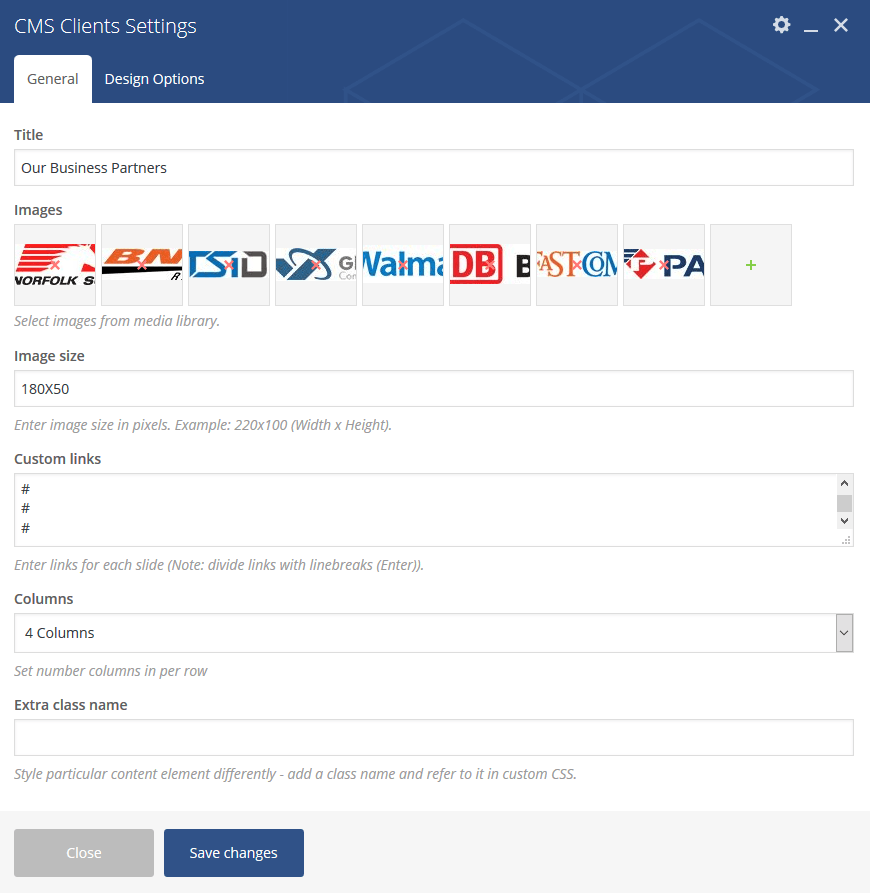 CMS Clients Settings
General
Design Options
Title
Our Business Partners
Images
NORFOLK S
BN
R
CSID
G
Con
Walma
DB B
FASTCOM
PA
+
Select images from media library.
Image size
180X50
Enter image size in pixels. Example: 220x100 (Width x Height).
Custom links
#
#
#
Enter links for each slide (Note: divide links with linebreaks (Enter)).
Columns
4 Columns
Set number columns in per row
Extra class name
Style particular content element differently - add a class name and refer to it in custom CSS.
Close
Save changes